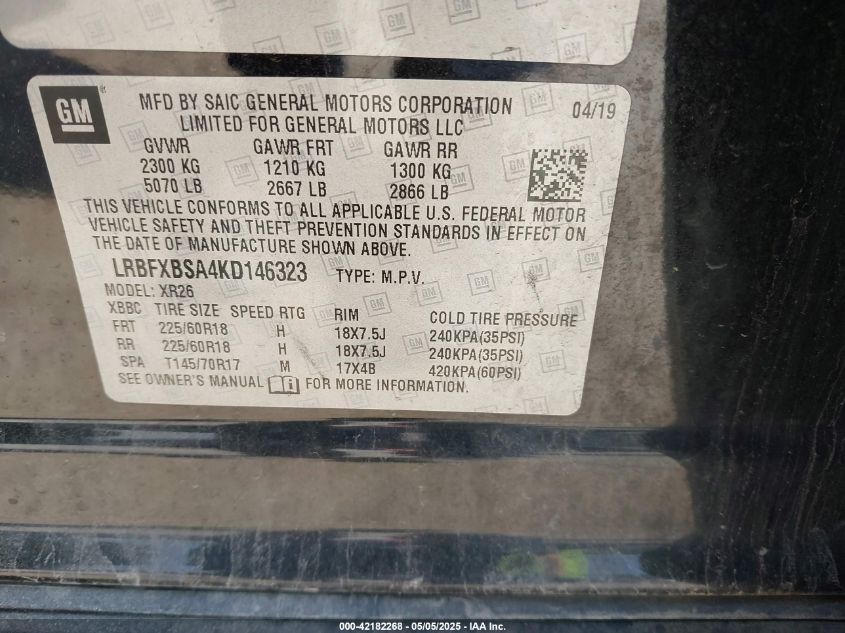 GM
MFD BY SAIC GENERAL MOTORS CORPORATION 04/19
LIMITED FOR GENERAL MOTORS LLC
GVWR GAWR FRT GAWR RR
2300 KG 1210 KG 1300 KG
5070 LB 2667 LB 2866 LB
THIS VEHICLE CONFORMS TO ALL APPLICABLE U.S. FEDERAL MOTOR
VEHICLE SAFETY AND THEFT PREVENTION STANDARDS IN EFFECT ON
THE DATE OF MANUFACTURE SHOWN ABOVE.
LRBFXBSA4KD146323 TYPE: M.P.V.
MODEL: XR26
XBBC TIRE SIZE SPEED RTG RIM COLD TIRE PRESSURE
FRT 225/60R18 H 18X7.5J 240KPA(35PSI)
RR 225/60R18 H 18X7.5J 240KPA(35PSI)
SPA T145/70R17 M 17X4B 420KPA(60PSI)
SEE OWNER'S MANUAL FOR MORE INFORMATION.
000-42182268 - 05/05/2025 - IAA Inc.